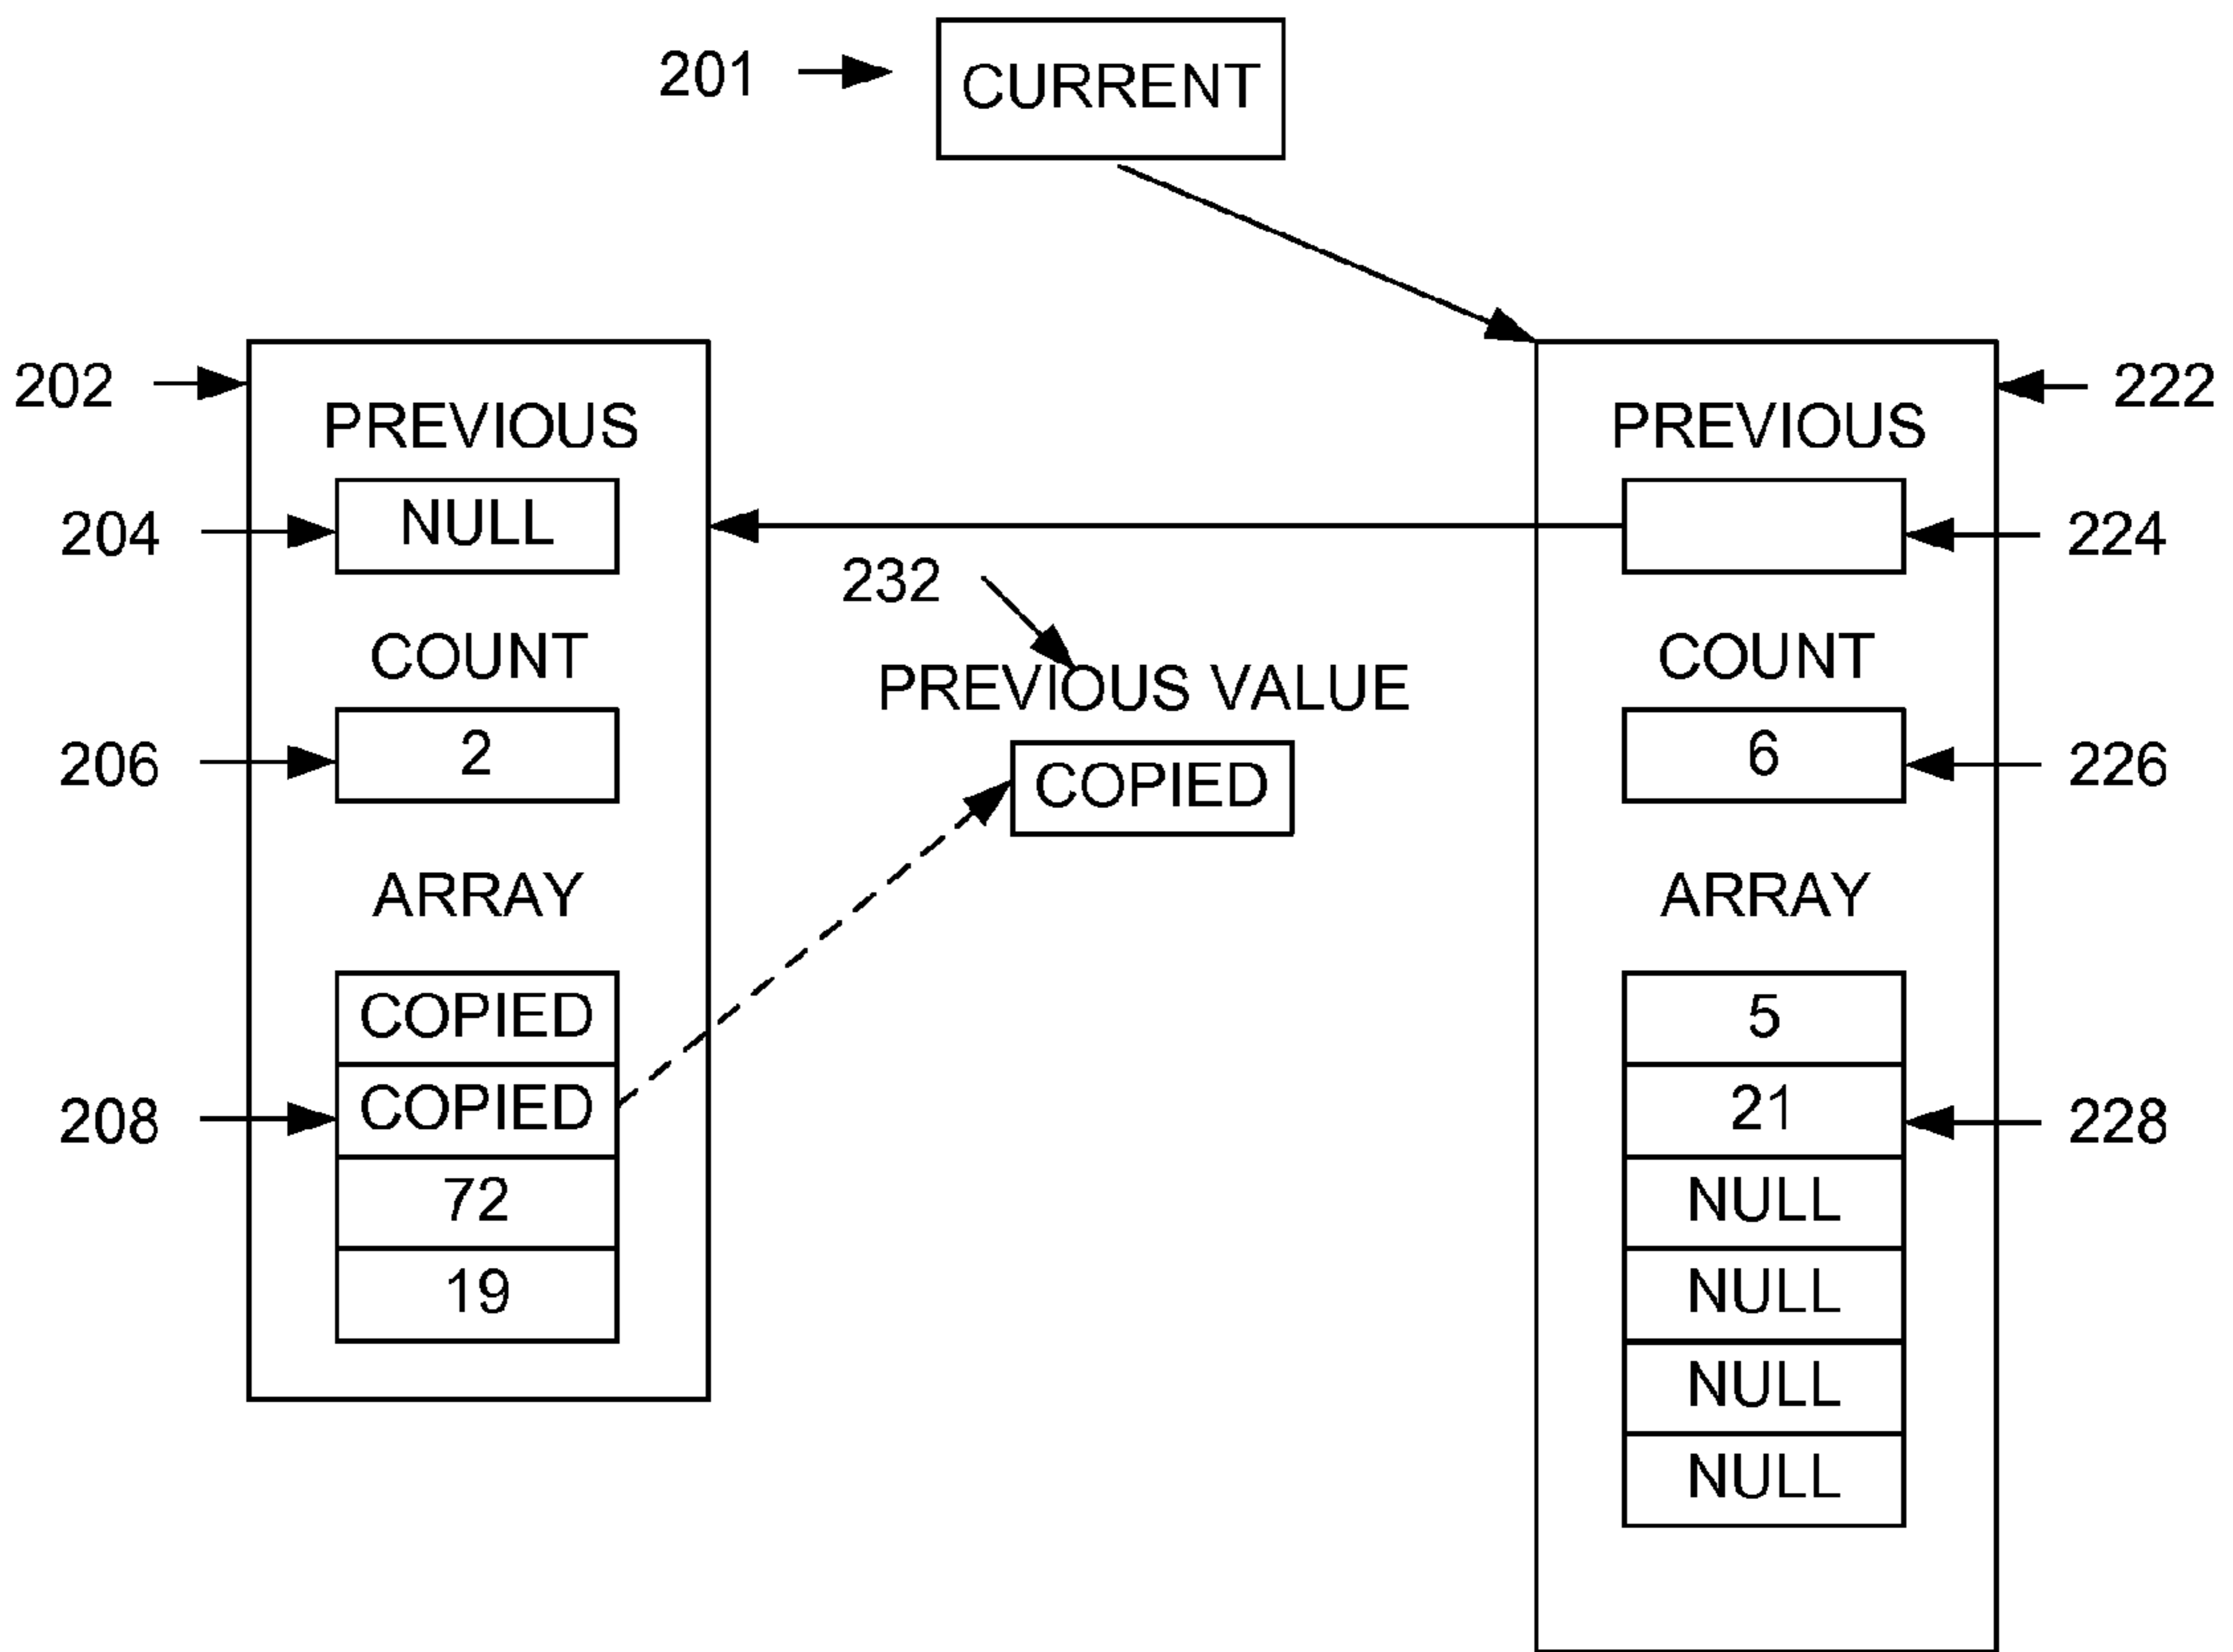 201
CURRENT
202
PREVIOUS
204
NULL
COUNT
206
2
ARRAY
COPIED
208
COPIED
72
19
232
PREVIOUS VALUE
COPIED
222
PREVIOUS
224
COUNT
6
226
ARRAY
5
21
228
NULL
NULL
NULL
NULL